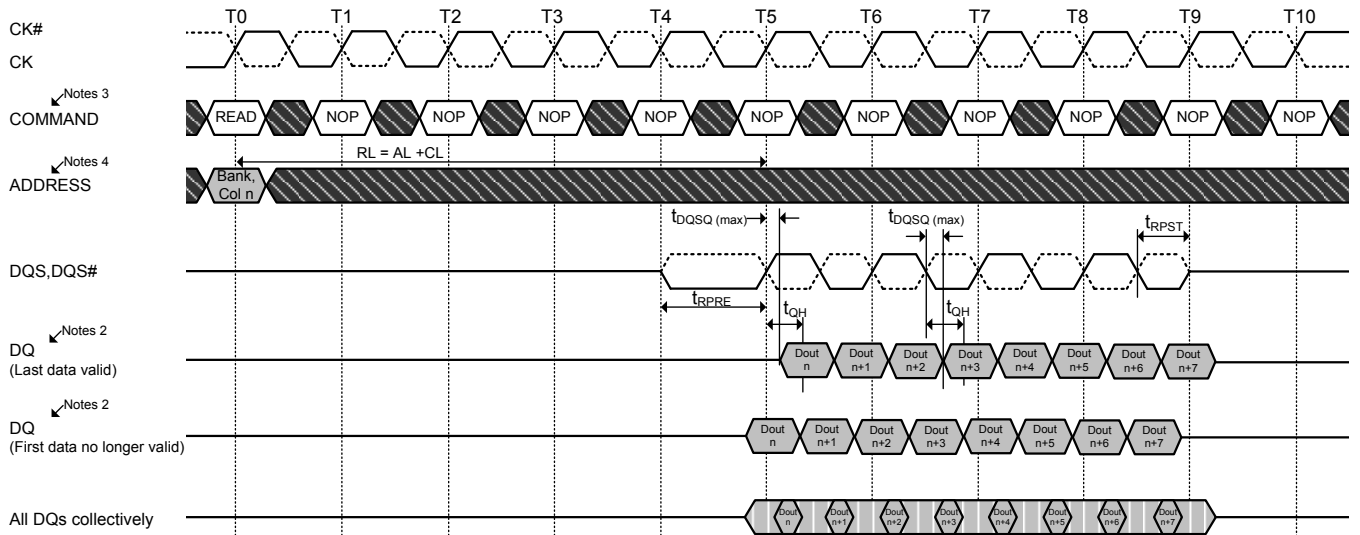 T0 T1 T2 T3 T4 T5 T6 T7 T8 T9 T10
CK#
CK
Notes 3
COMMAND
READ NOP NOP NOP NOP NOP NOP NOP NOP NOP NOP
Notes 4
RL = AL +CL
ADDRESS
Bank,
Col n
tDQSQ (max) tDQSQ (max) tRPST
DQS,DQS#
tRPRE
tQH tQH
Notes 2
DQ
(Last data valid)
Dout n Dout n+1 Dout n+2 Dout n+3 Dout n+4 Dout n+5 Dout n+6 Dout n+7
Notes 2
DQ
(First data no longer valid)
Dout n Dout n+1 Dout n+2 Dout n+3 Dout n+4 Dout n+5 Dout n+6 Dout n+7
All DQs collectively
Dout n Dout n+1 Dout n+2 Dout n+3 Dout n+4 Dout n+5 Dout n+6 Dout n+7